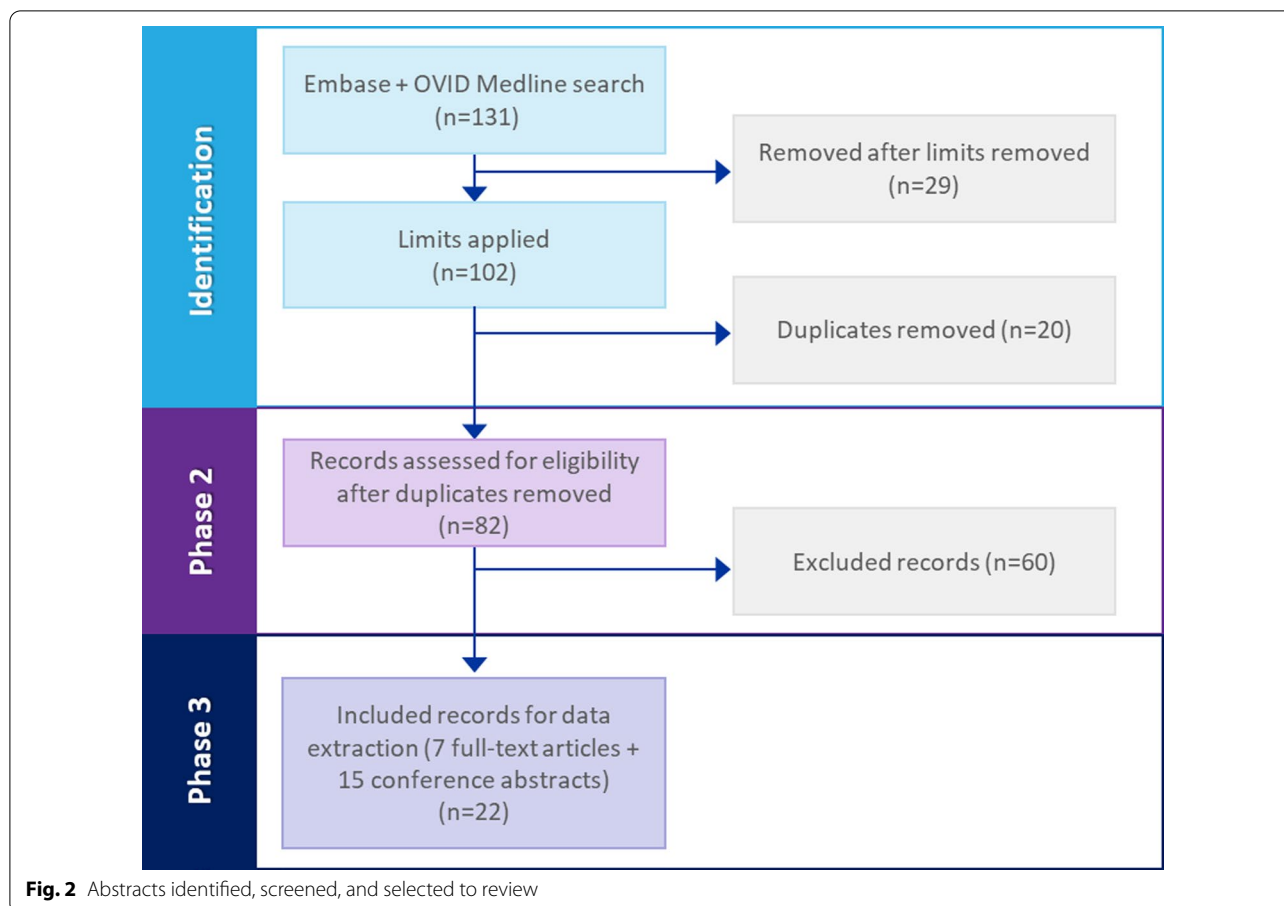 Identification
Embase + OVID Medline search
(n=131)
Removed after limits removed
(n=29)
Limits applied
(n=102)
Duplicates removed (n=20)
Phase 2
Records assessed for eligibility
after duplicates removed
(n=82)
Excluded records (n=60)
Phase 3
Included records for data
extraction (7 full-text articles +
15 conference abstracts)
(n=22)
Fig. 2 Abstracts identified, screened, and selected to review